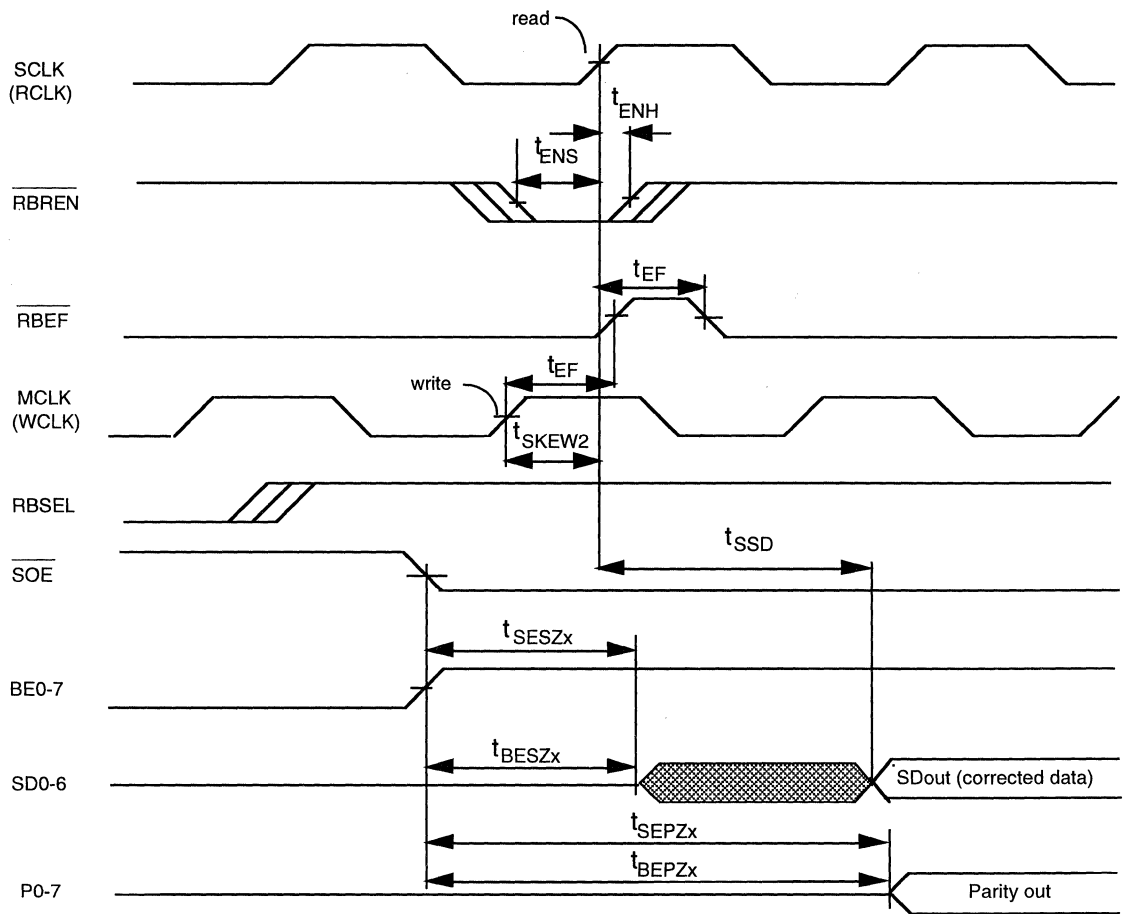 read
SCLK
(RCLK)
tENH
tENS
RBREN
tEF
RBEF
tEF
MCLK
(WCLK)
write
tSKEW2
RBSEL
tSSD
SOE
tSESZx
BE0-7
tBESZx
SD0-6
SDout (corrected data)
tSEPZx
tBEPZx
P0-7
Parity out